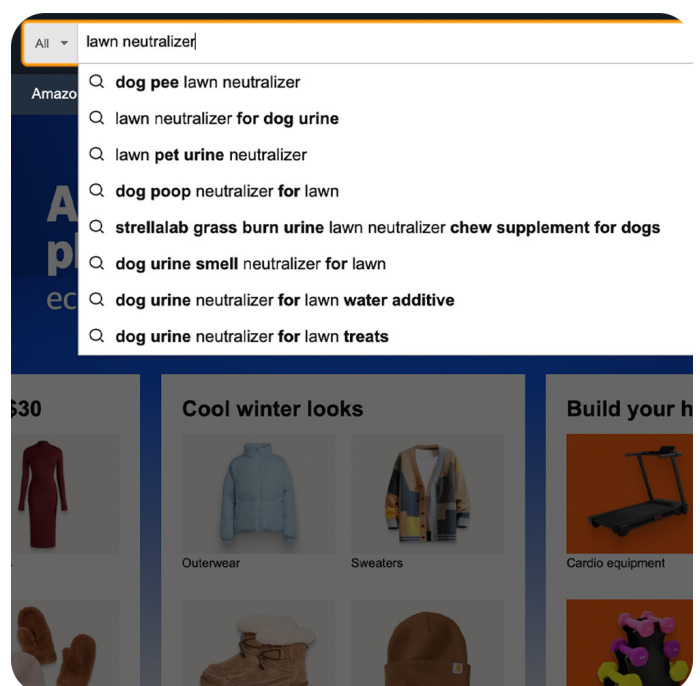 All
lawn neutralizer
Amazo
dog pee lawn neutralizer
lawn neutralizer for dog urine
lawn pet urine neutralizer
dog poop neutralizer for lawn
strellalab grass burn urine lawn neutralizer chew supplement for dogs
dog urine smell neutralizer for lawn
dog urine neutralizer for lawn water additive
dog urine neutralizer for lawn treats
A
pl
ec
$30
Cool winter looks
Build your h
Outerwear
Sweaters
Cardio equipment